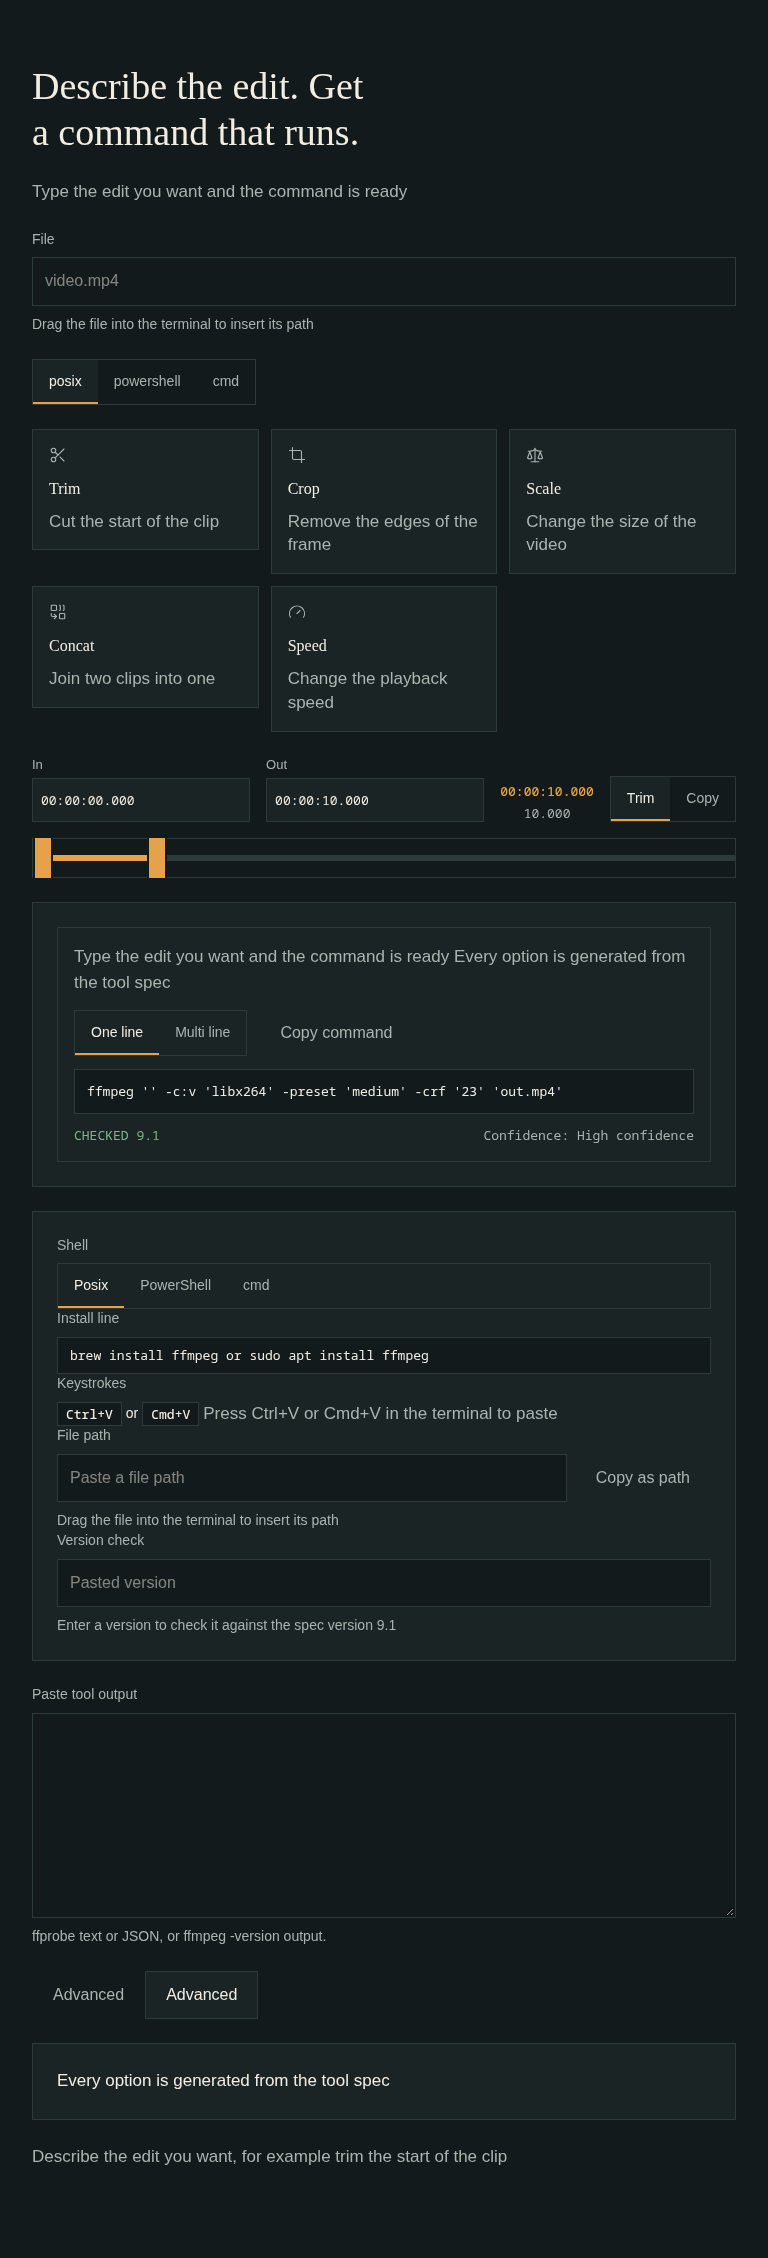 Describe the edit. Get
a command that runs.
Type the edit you want and the command is ready
File
video.mp4
Drag the file into the terminal to insert its path
posix powershell cmd
Trim
Cut the start of the clip
Crop
Remove the edges of the
frame
Scale
Change the size of the
video
Concat
Join two clips into one
Speed
Change the playback
speed
In
00:00:00.000
Out
00:00:10.000
00:00:10.000
10.000
Trim Copy
Type the edit you want and the command is ready Every option is generated from
the tool spec
One line Multi line Copy command
ffmpeg '' -c:v 'libx264' -preset 'medium' -crf '23' 'out.mp4'
CHECKED 9.1 Confidence: High confidence
Shell
Posix PowerShell cmd
Install line
brew install ffmpeg or sudo apt install ffmpeg
Keystrokes
Ctrl+V or Cmd+V Press Ctrl+V or Cmd+V in the terminal to paste
File path
Paste a file path Copy as path
Drag the file into the terminal to insert its path
Version check
Pasted version
Enter a version to check it against the spec version 9.1
Paste tool output
ffprobe text or JSON, or ffmpeg -version output.
Advanced Advanced
Every option is generated from the tool spec
Describe the edit you want, for example trim the start of the clip